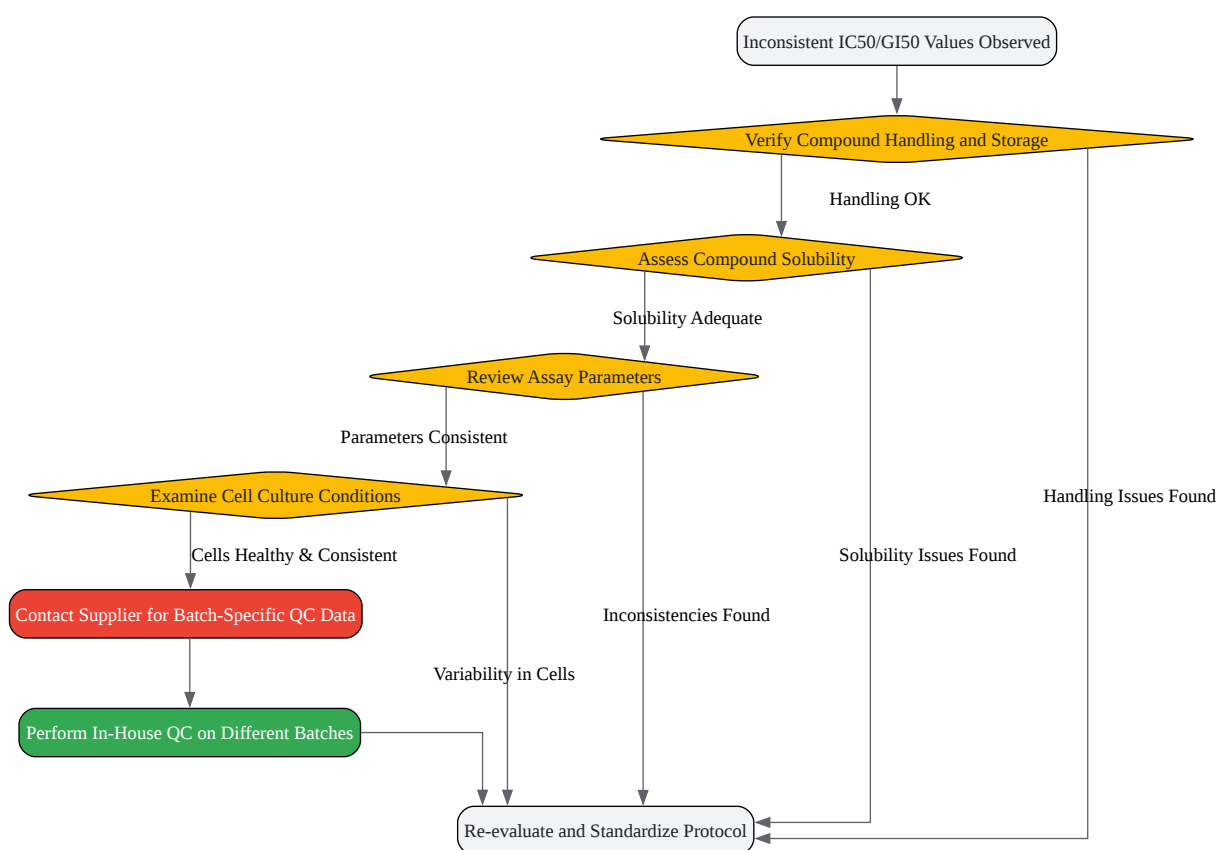 Inconsistent IC50/GI50 Values Observed
Verify Compound Handling and Storage
Handling OK
Assess Compound Solubility
Solubility Adequate
Review Assay Parameters
Parameters Consistent
Examine Cell Culture Conditions
Handling Issues Found
Cells Healthy & Consistent
Solubility Issues Found
Contact Supplier for Batch-Specific QC Data
Inconsistencies Found
Variability in Cells
Perform In-House QC on Different Batches
Re-evaluate and Standardize Protocol